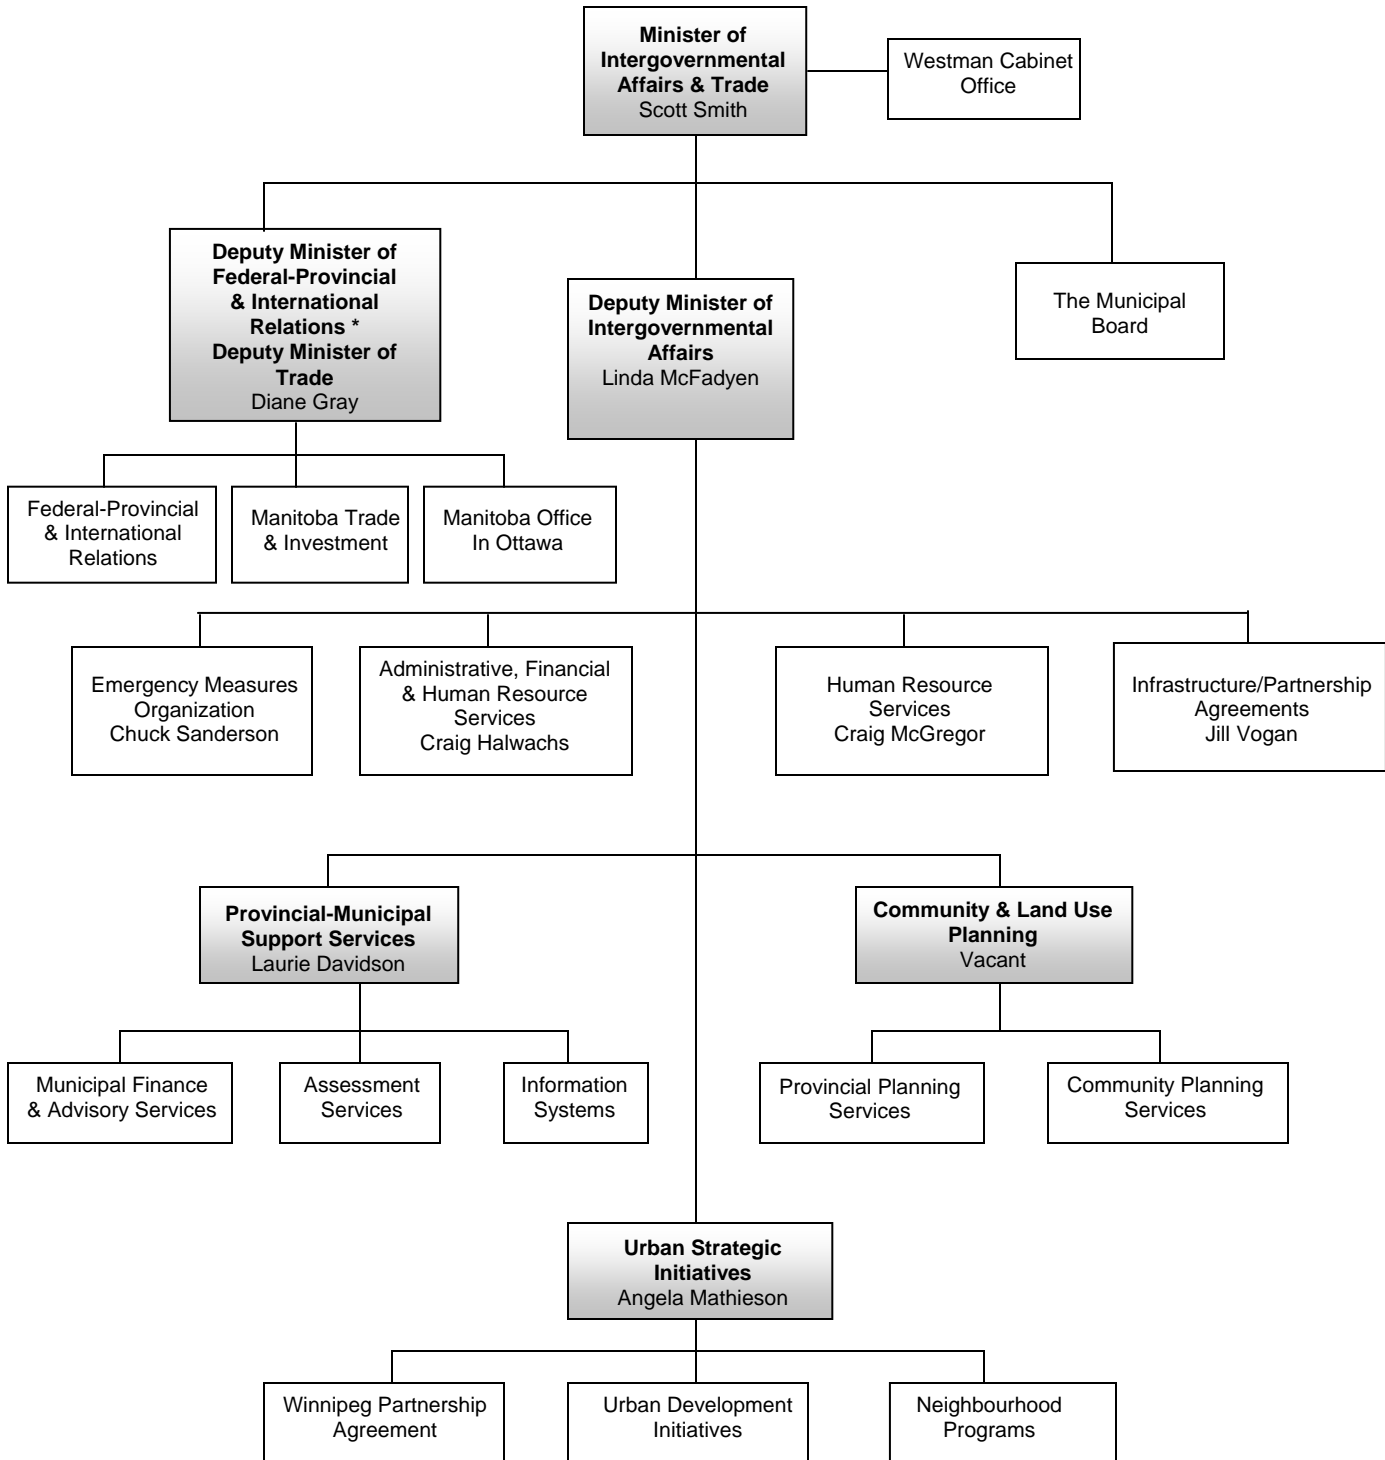 Minister of
Intergovernmental
Affairs & Trade
Scott Smith
Westman Cabinet
Office
Deputy Minister of
Federal-Provincial
& International
Relations *
Deputy Minister of
Trade
Diane Gray
Deputy Minister of
Intergovernmental
Affairs
Linda McFadyen
The Municipal
Board
Federal-Provincial
& International
Relations
Manitoba Trade
& Investment
Manitoba Office
In Ottawa
Emergency Measures
Organization
Chuck Sanderson
Administrative, Financial
& Human Resource
Services
Craig Halwachs
Human Resource
Services
Craig McGregor
Infrastructure/Partnership
Agreements
Jill Vogan
Provincial-Municipal
Support Services
Laurie Davidson
Community & Land Use
Planning
Vacant
Municipal Finance
& Advisory Services
Assessment
Services
Information
Systems
Provincial Planning
Services
Community Planning
Services
Urban Strategic
Initiatives
Angela Mathieson
Winnipeg Partnership
Agreement
Urban Development
Initiatives
Neighbourhood
Programs